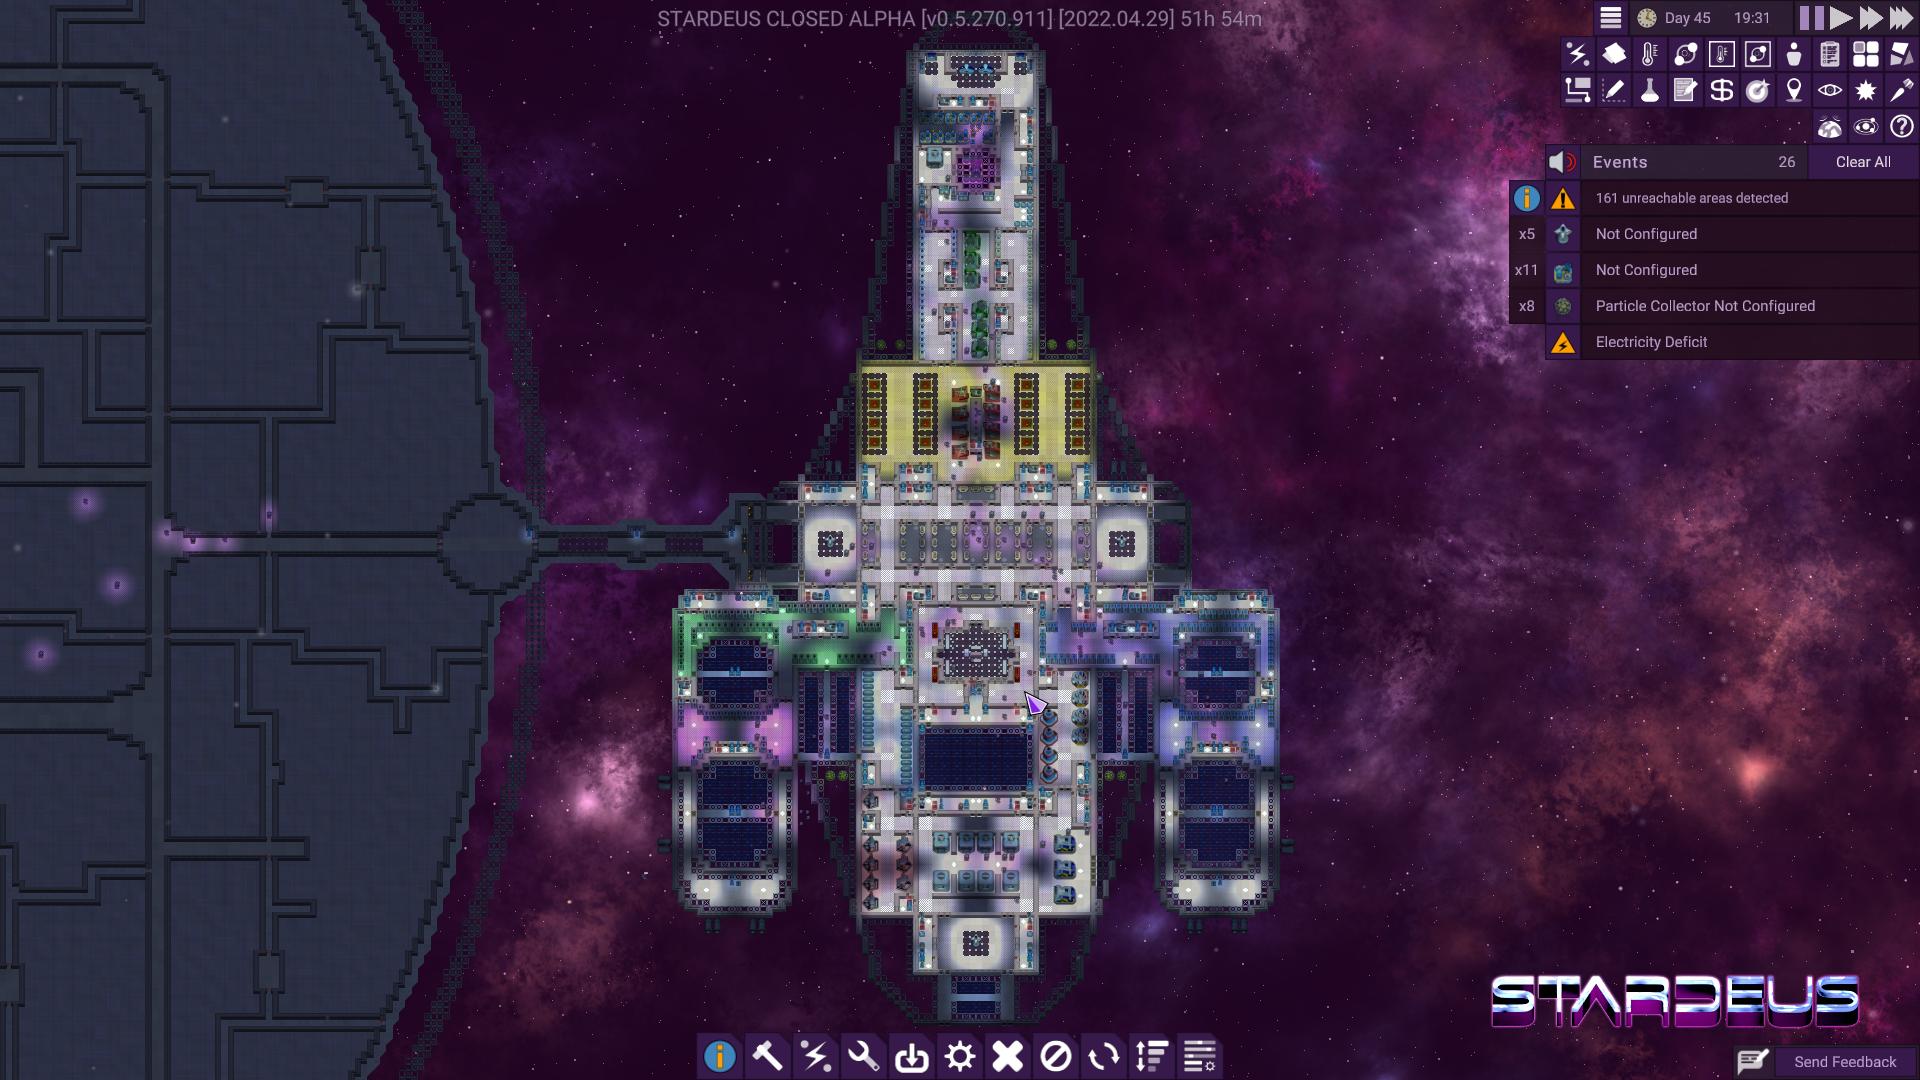 STARDEUS CLOSED ALPHA [v0.5.270.911] [2022.04.29] 51h 54m
Day 45 19:31
Events 26 Clear All
161 unreachable areas detected
x5 Not Configured
x11 Not Configured
x8 Particle Collector Not Configured
Electricity Deficit
STARDEUS
Send Feedback